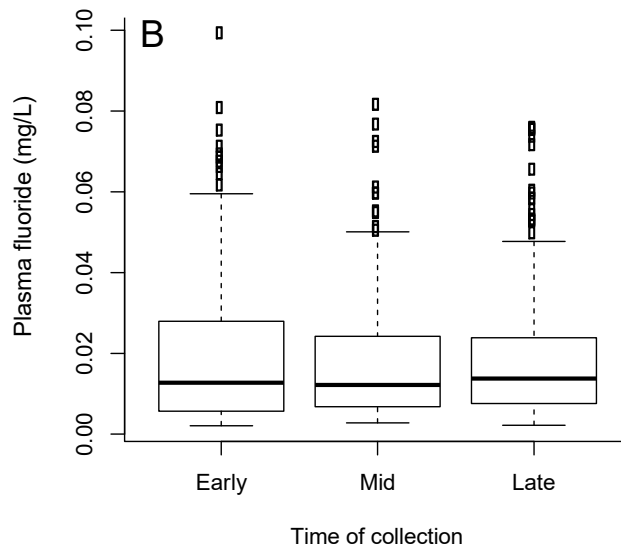 B
Plasma fluoride (mg/L)
0.10
0.08
0.06
0.04
0.02
0.00
Early Mid Late
Time of collection